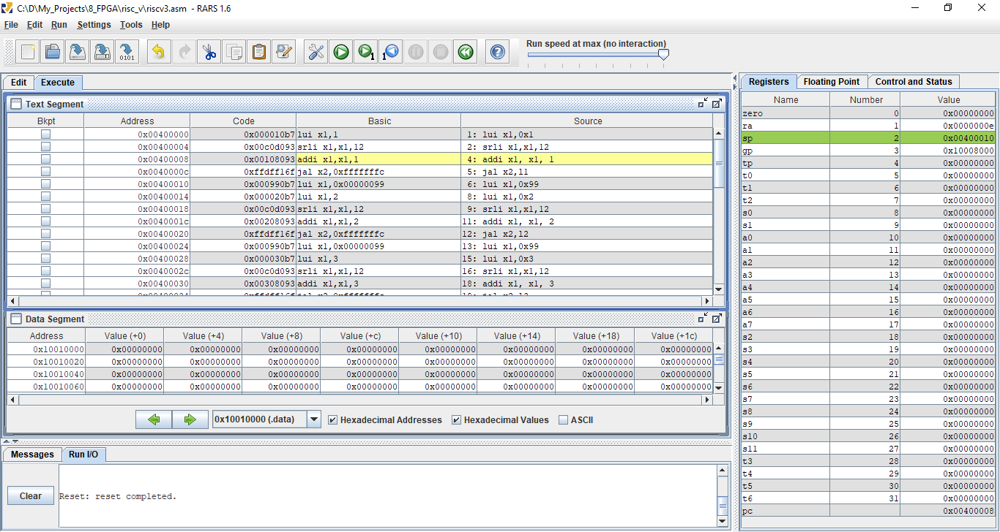 C:\D\My_Projects\8_FPGA\risc_v\riscv3.asm - RARS 1.6
File Edit Run Settings Tools Help
Run speed at max (no interaction)
0101 1 1
Edit Execute
Text Segment
Bkpt Address Code Basic Source
0x00400000 0x000010b7 lui x1,1 1: lui x1,0x1
0x00400004 0x00c0d093 srli x1,x1,12 2: srli x1,x1,12
0x00400008 0x00108093 addi x1,x1,1 4: addi x1, x1, 1
0x0040000c 0xffdff16f jal x2,0xfffffffc 5: jal x2,l1
0x00400010 0x000990b7 lui x1,0x00000099 6: lui x1,0x99
0x00400014 0x000020b7 lui x1,2 8: lui x1,0x2
0x00400018 0x00c0d093 srli x1,x1,12 9: srli x1,x1,12
0x0040001c 0x00208093 addi x1,x1,2 11: addi x1, x1, 2
0x00400020 0xffdff16f jal x2,0xfffffffc 12: jal x2,l2
0x00400024 0x000990b7 lui x1,0x00000099 13: lui x1,0x99
0x00400028 0x000030b7 lui x1,3 15: lui x1,0x3
0x0040002c 0x00c0d093 srli x1,x1,12 16: srli x1,x1,12
0x00400030 0x00308093 addi x1,x1,3 18: addi x1, x1, 3
Data Segment
Address Value (+0) Value (+4) Value (+8) Value (+c) Value (+10) Value (+14) Value (+18) Value (+1c)
0x10010000 0x00000000 0x00000000 0x00000000 0x00000000 0x00000000 0x00000000 0x00000000 0x00000000
0x10010020 0x00000000 0x00000000 0x00000000 0x00000000 0x00000000 0x00000000 0x00000000 0x00000000
0x10010040 0x00000000 0x00000000 0x00000000 0x00000000 0x00000000 0x00000000 0x00000000 0x00000000
0x10010060 0x00000000 0x00000000 0x00000000 0x00000000 0x00000000 0x00000000 0x00000000 0x00000000
0x10010000 (.data) Hexadecimal Addresses Hexadecimal Values ASCII
Messages Run I/O
Clear
Reset: reset completed.
Registers Floating Point Control and Status
Name Number Value
zero 0 0x00000000
ra 1 0x0000000e
sp 2 0x00400010
gp 3 0x10008000
tp 4 0x00000000
t0 5 0x00000000
t1 6 0x00000000
t2 7 0x00000000
s0 8 0x00000000
s1 9 0x00000000
a0 10 0x00000000
a1 11 0x00000000
a2 12 0x00000000
a3 13 0x00000000
a4 14 0x00000000
a5 15 0x00000000
a6 16 0x00000000
a7 17 0x00000000
s2 18 0x00000000
s3 19 0x00000000
s4 20 0x00000000
s5 21 0x00000000
s6 22 0x00000000
s7 23 0x00000000
s8 24 0x00000000
s9 25 0x00000000
s10 26 0x00000000
s11 27 0x00000000
t3 28 0x00000000
t4 29 0x00000000
t5 30 0x00000000
t6 31 0x00000000
pc 0x00400008